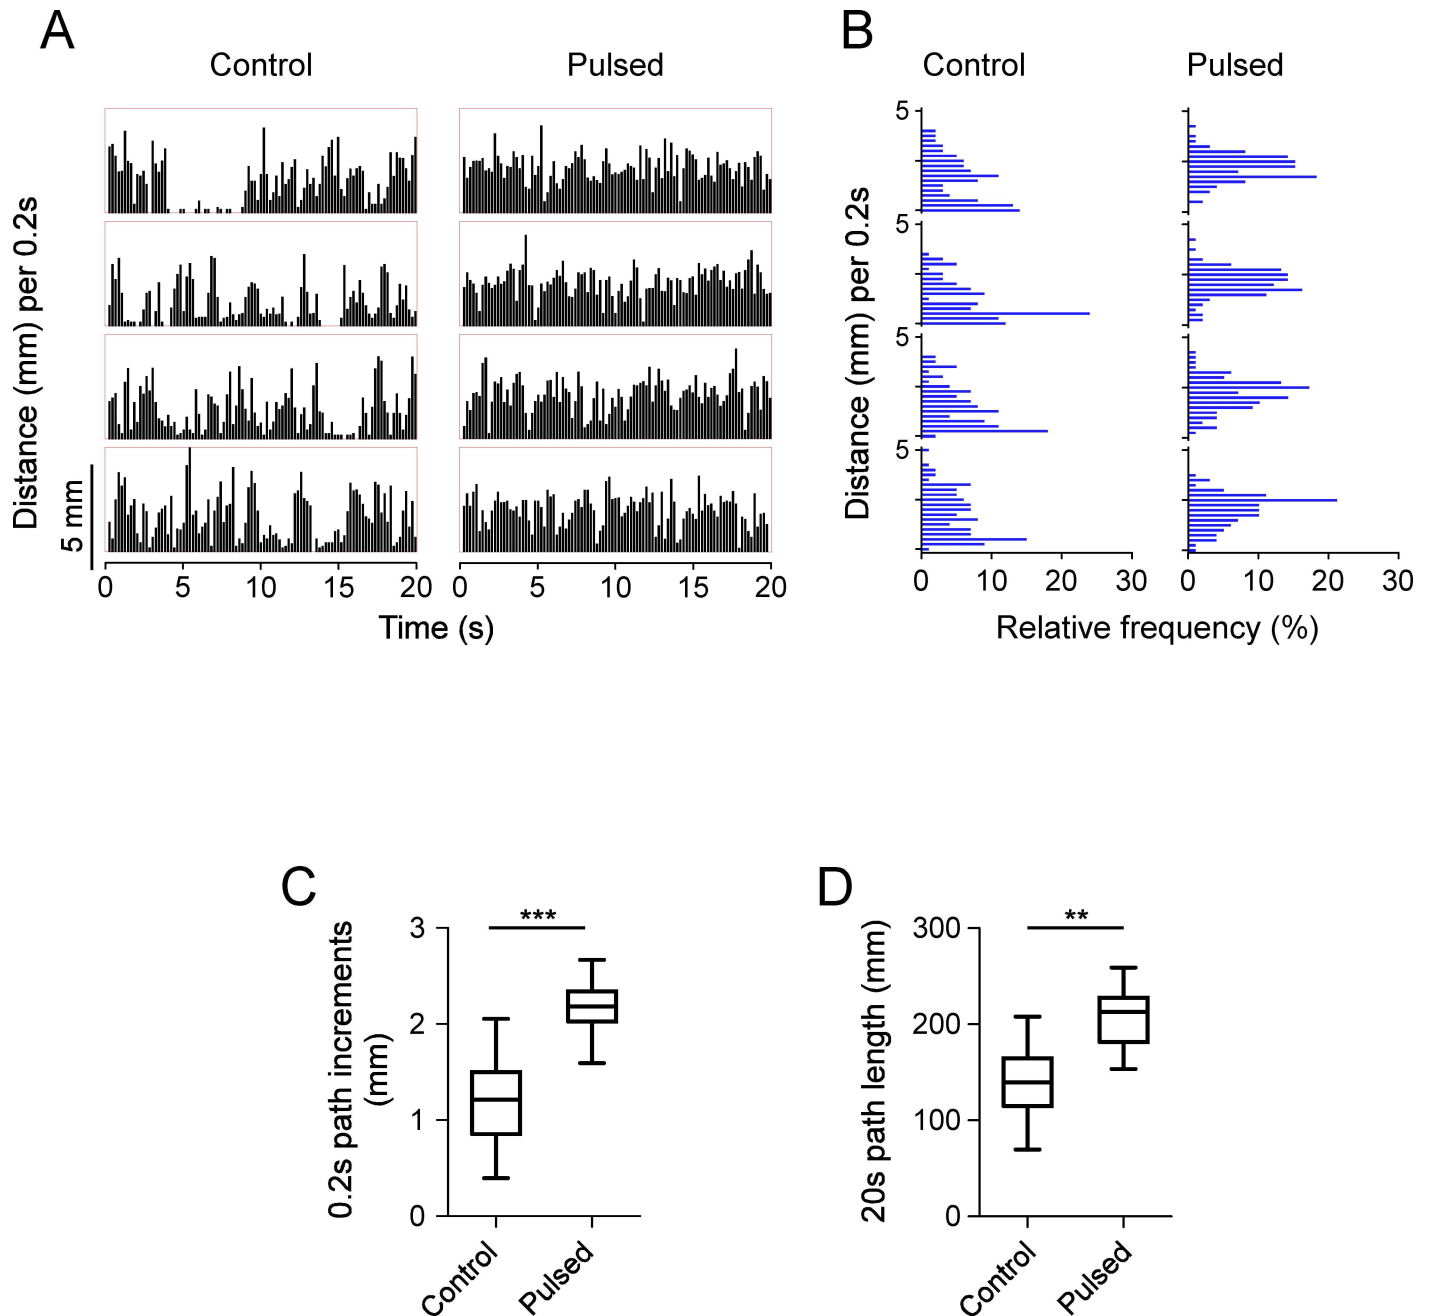 A
B
Control
Pulsed
Control
Pulsed
Distance (mm) per 0.2s
5 mm
0 5 10 15 20
0 5 10 15 20
Time (s)
Distance (mm) per 0.2s
5
5
5
5
0 10 20 30
0 10 20 30
Relative frequency (%)
C
0.2s path increments
(mm)
3
2
1
0
***
Control
Pulsed
D
20s path length (mm)
300
200
100
0
**
Control
Pulsed